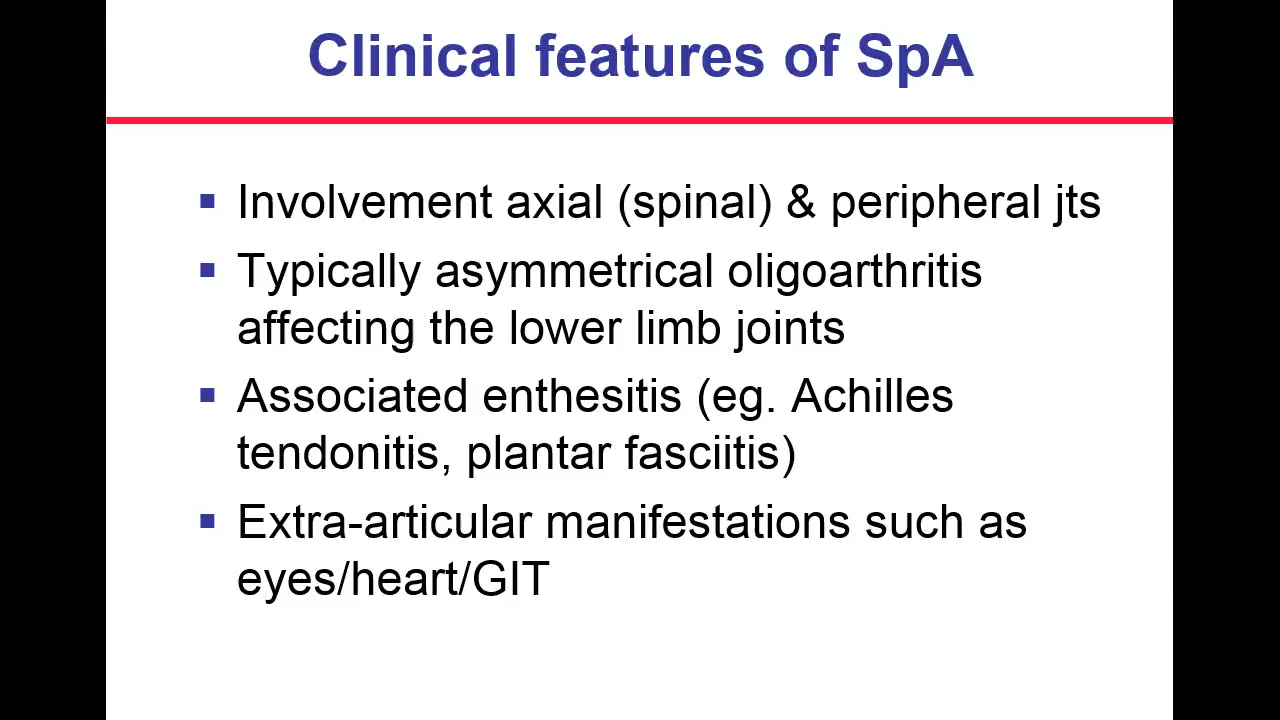 Clinical features of SpA
▪ Involvement axial (spinal) & peripheral jts
▪ Typically asymmetrical oligoarthritis
affecting the lower limb joints
▪ Associated enthesitis (eg. Achilles
tendonitis, plantar fasciitis)
▪ Extra-articular manifestations such as
eyes/heart/GIT